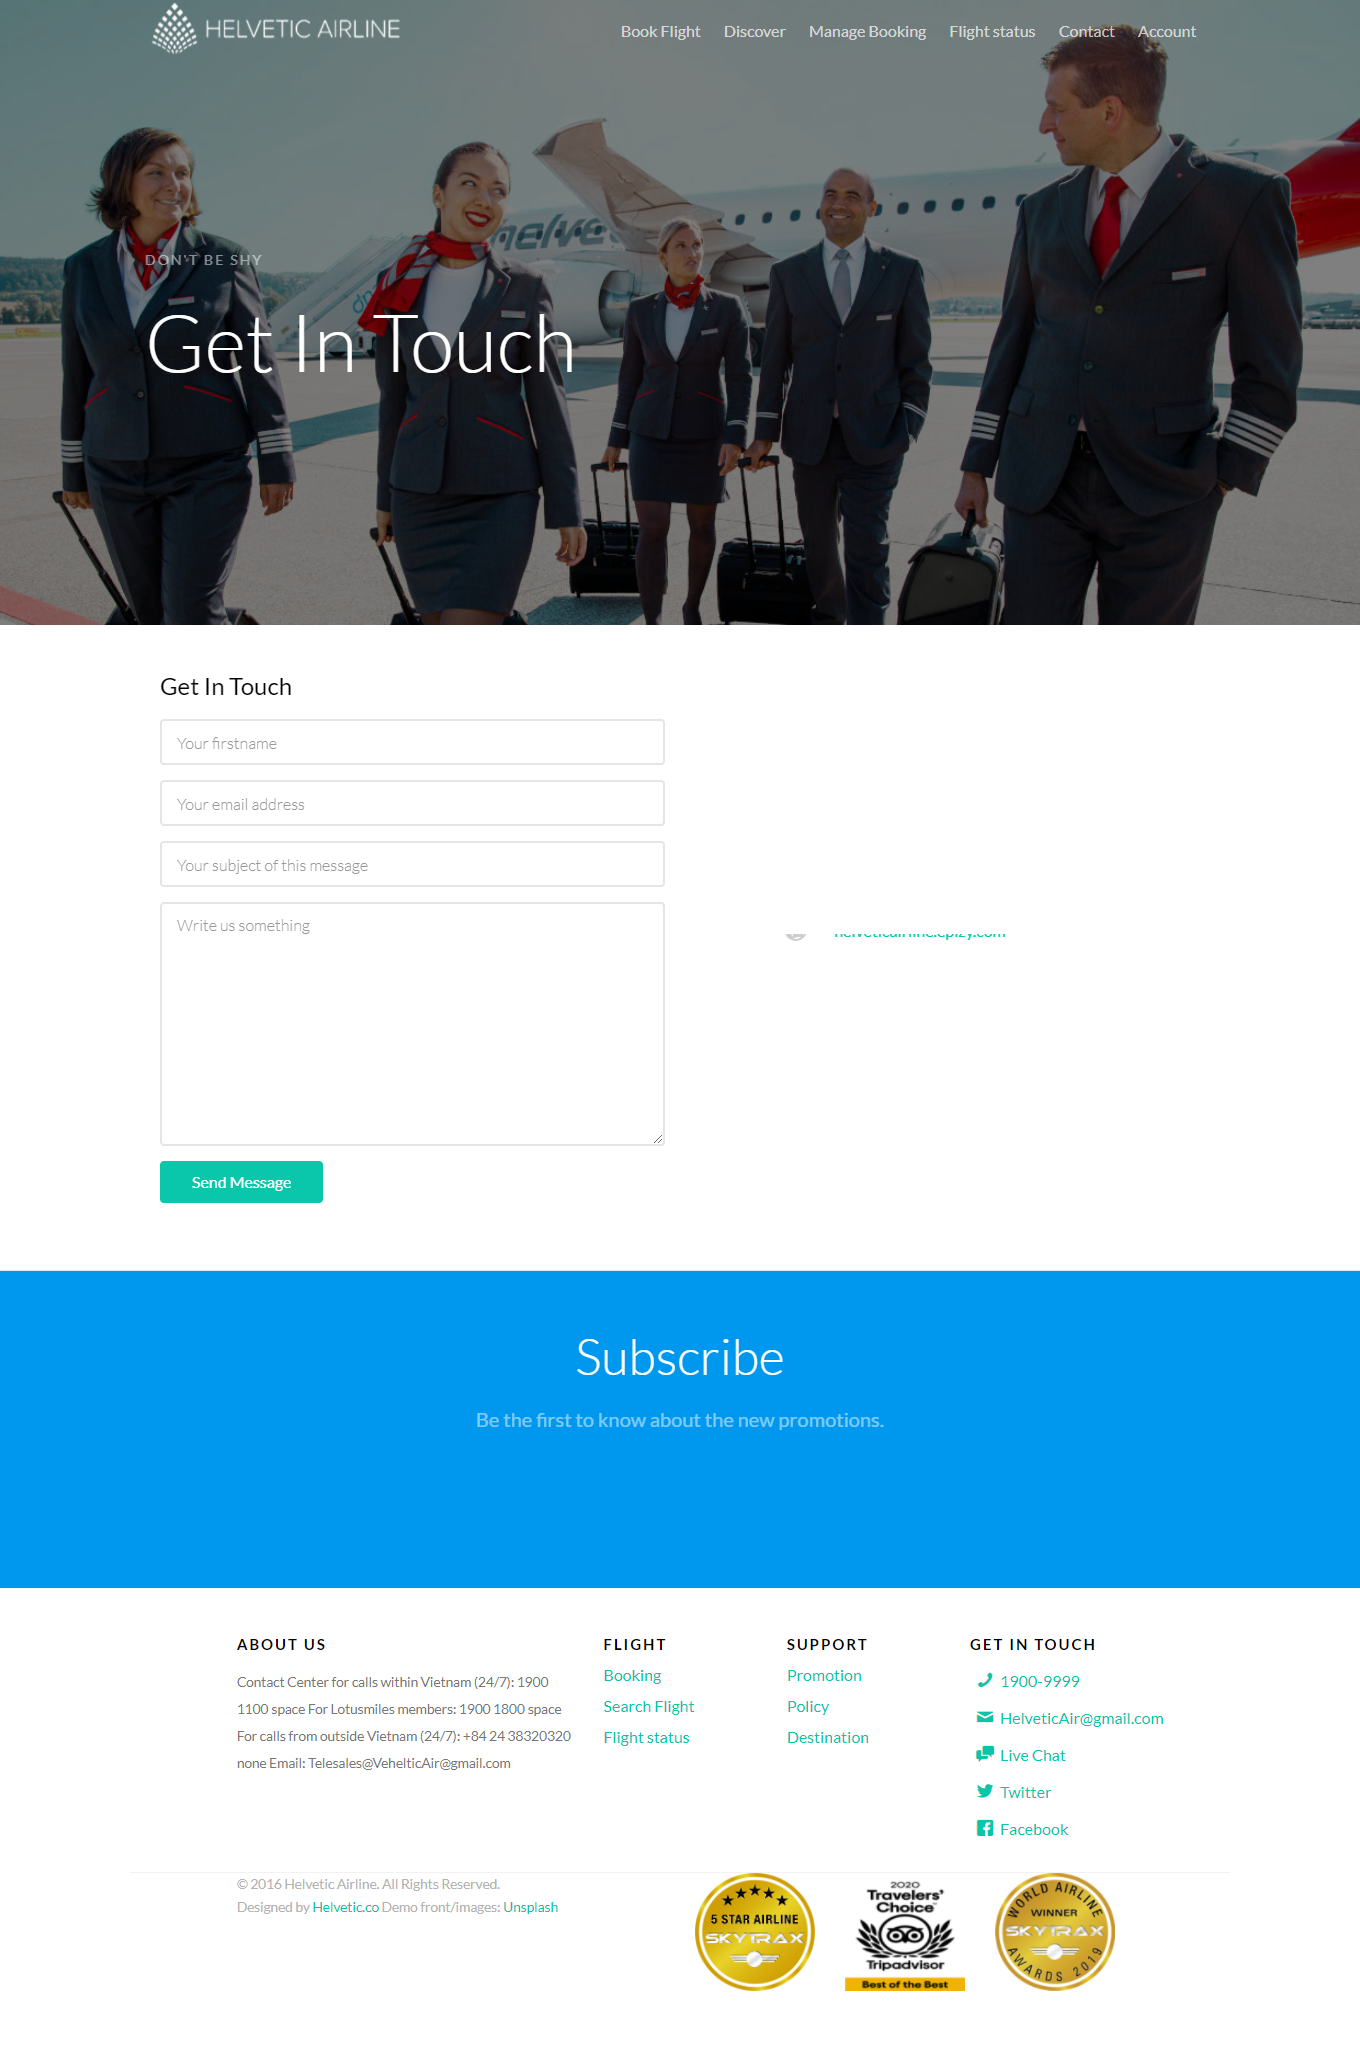 HELVETIC AIRLINE
Book Flight
Discover
Manage Booking
Flight status
Contact
Account
DON'T BE SHY
Get In Touch
Get In Touch
Your firstname
Your email address
Your subject of this message
Write us something
helveticairline.epizy.com
Send Message
Subscribe
Be the first to know about the new promotions.
ABOUT US
Contact Center for calls within Vietnam (24/7): 1900
1100 space For Lotusmiles members: 1900 1800 space
For calls from outside Vietnam (24/7): +84 24 38320320
none Email: Telesales@VehelticAir@gmail.com
FLIGHT
Booking
Search Flight
Flight status
SUPPORT
Promotion
Policy
Destination
GET IN TOUCH
1900-9999
HelveticAir@gmail.com
Live Chat
Twitter
Facebook
© 2016 Helvetic Airline. All Rights Reserved.
Designed by Helvetic.co Demo front/images: Unsplash
5 STAR AIRLINE
SKYTRAX
2020
Travelers'
Choice™
Tripadvisor
Best of the Best
WORLD AIRLINE
WINNER
SKYTRAX
AWARDS 2019